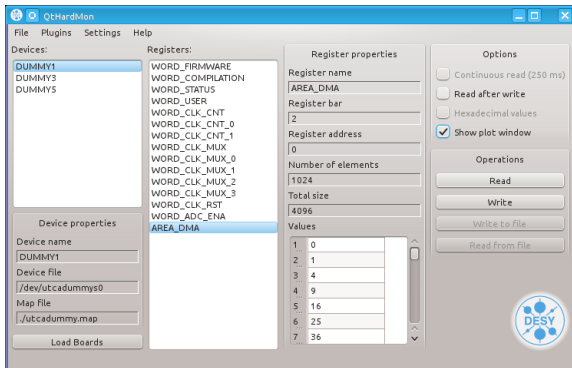 QtHardMon
File Plugins Settings Help
Devices:
DUMMY1
DUMMY3
DUMMY5
Device properties
Device name
DUMMY1
Device file
/dev/utcadummys0
Map file
./utcadummy.map
Load Boards
Registers:
WORD_FIRMWARE
WORD_COMPILATION
WORD_STATUS
WORD_USER
WORD_CLK_CNT
WORD_CLK_CNT_0
WORD_CLK_CNT_1
WORD_CLK_MUX
WORD_CLK_MUX_0
WORD_CLK_MUX_1
WORD_CLK_MUX_2
WORD_CLK_MUX_3
WORD_CLK_RST
WORD_ADC_ENA
AREA_DMA
Register properties
Register name
AREA_DMA
Register bar
2
Register address
0
Number of elements
1024
Total size
4096
Values
1 0
2 1
3 4
4 9
5 16
6 25
7 36
Options
Continuous read (250 ms)
Read after write
Hexadecimal values
Show plot window
Operations
Read
Write
Write to file
Read from file
DESY